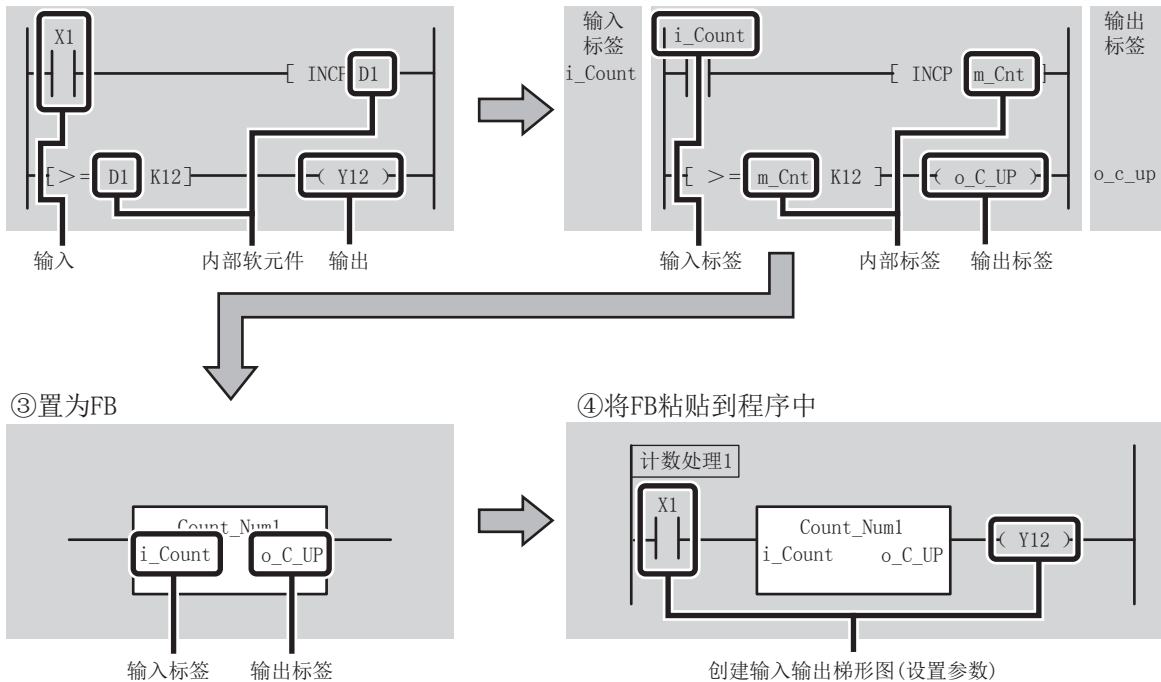 X1
[ INCP D1
[>= D1 K12] ( Y12 )
输入 内部软元件 输出
输入标签
i_Count
i_Count
[ INCP m_Cnt ]
[ >= m_Cnt K12 ] ( o_C_UP )
输出标签
o_c_up
输入标签 内部标签 输出标签
③置为FB
Count_Num1
i_Count o_C_UP
输入标签 输出标签
④将FB粘贴到程序中
计数处理1
X1
Count_Num1
i_Count o_C_UP
( Y12 )
创建输入输出梯形图(设置参数)